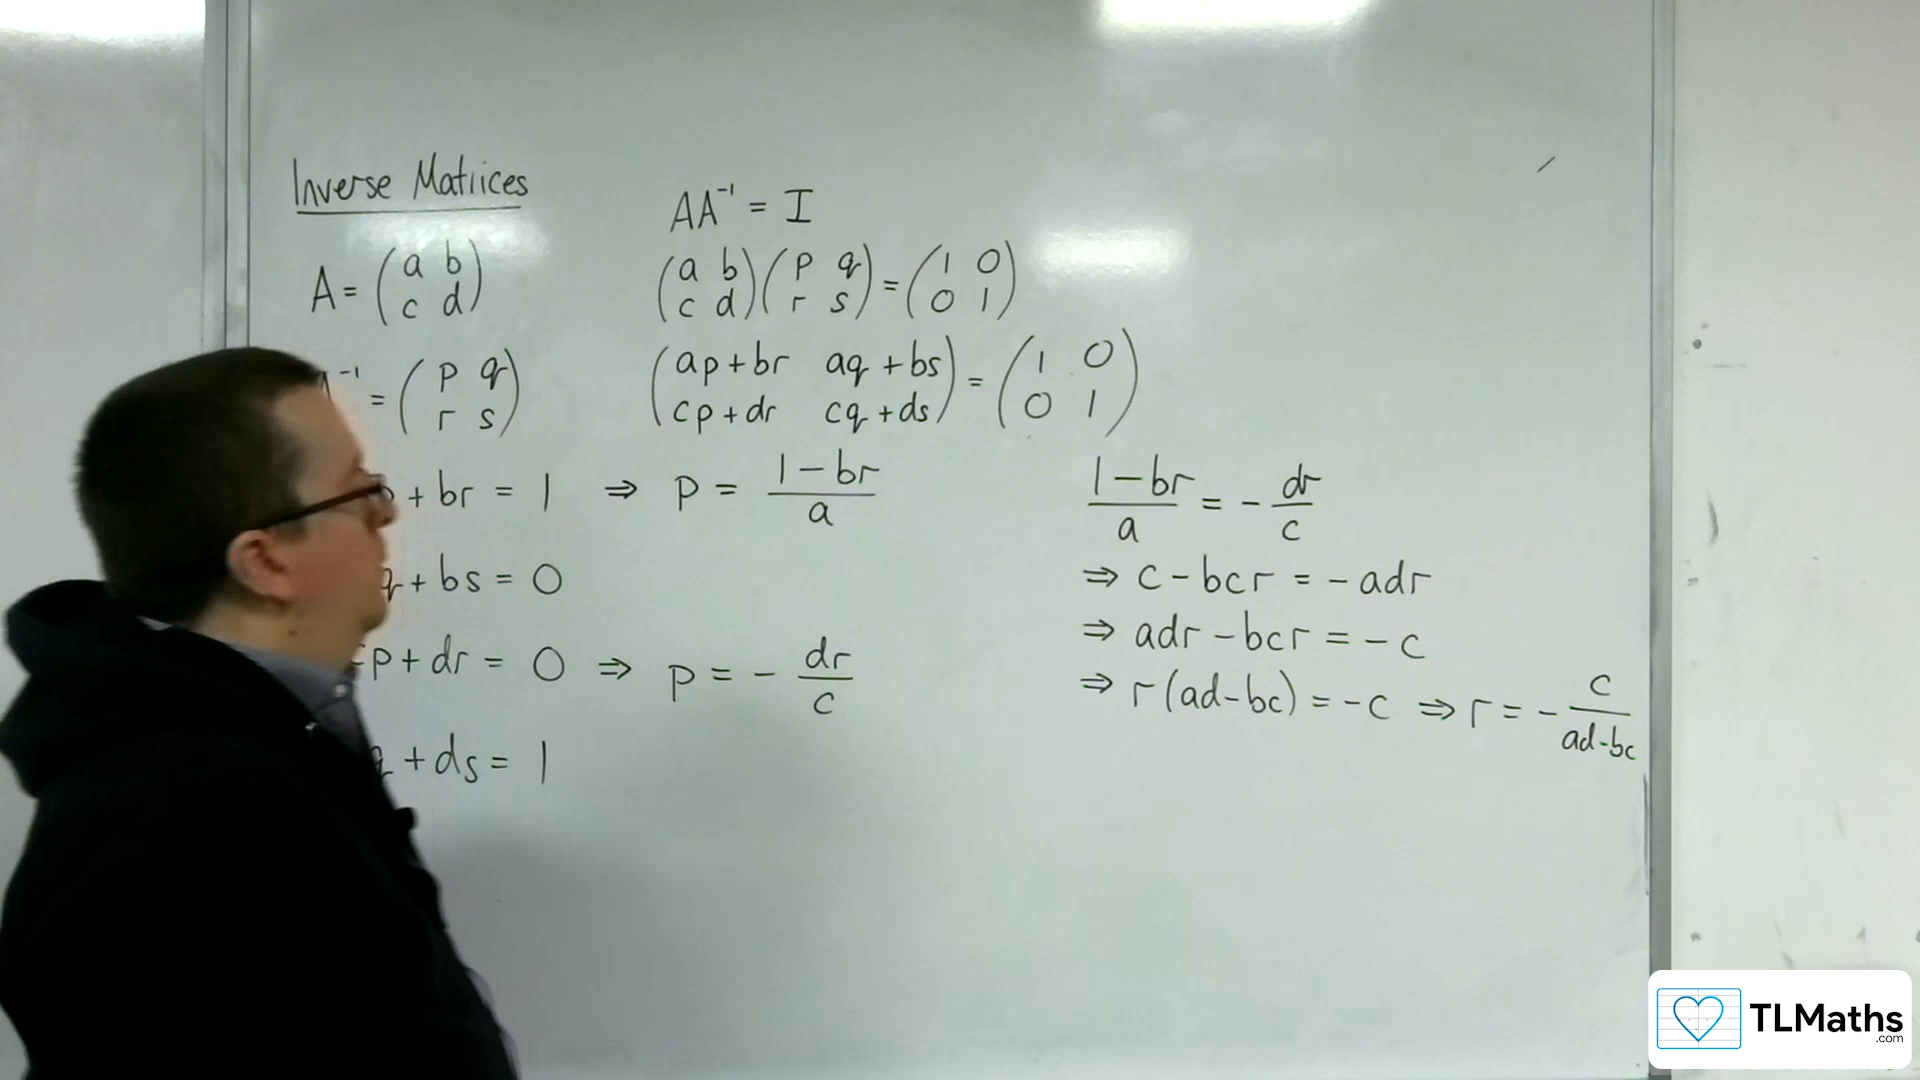 Inverse Matrices
AA⁻¹ = I
A = (a b
c d)
(a b
c d)(p q
r s) = (1 0
0 1)
⁻¹ = (p q
r s)
(ap+br aq+bs
cp+dr cq+ds) = (1 0
0 1)
+ br = 1 ⇒ p = (1-br)/a
q + bs = 0
p + dr = 0 ⇒ p = - dr/c
+ ds = 1
(1-br)/a = - dr/c
⇒ c - bcr = - adr
⇒ adr - bcr = - c
⇒ r(ad-bc) = -c ⇒ r = - c/(ad-bc)
TLMaths
.com